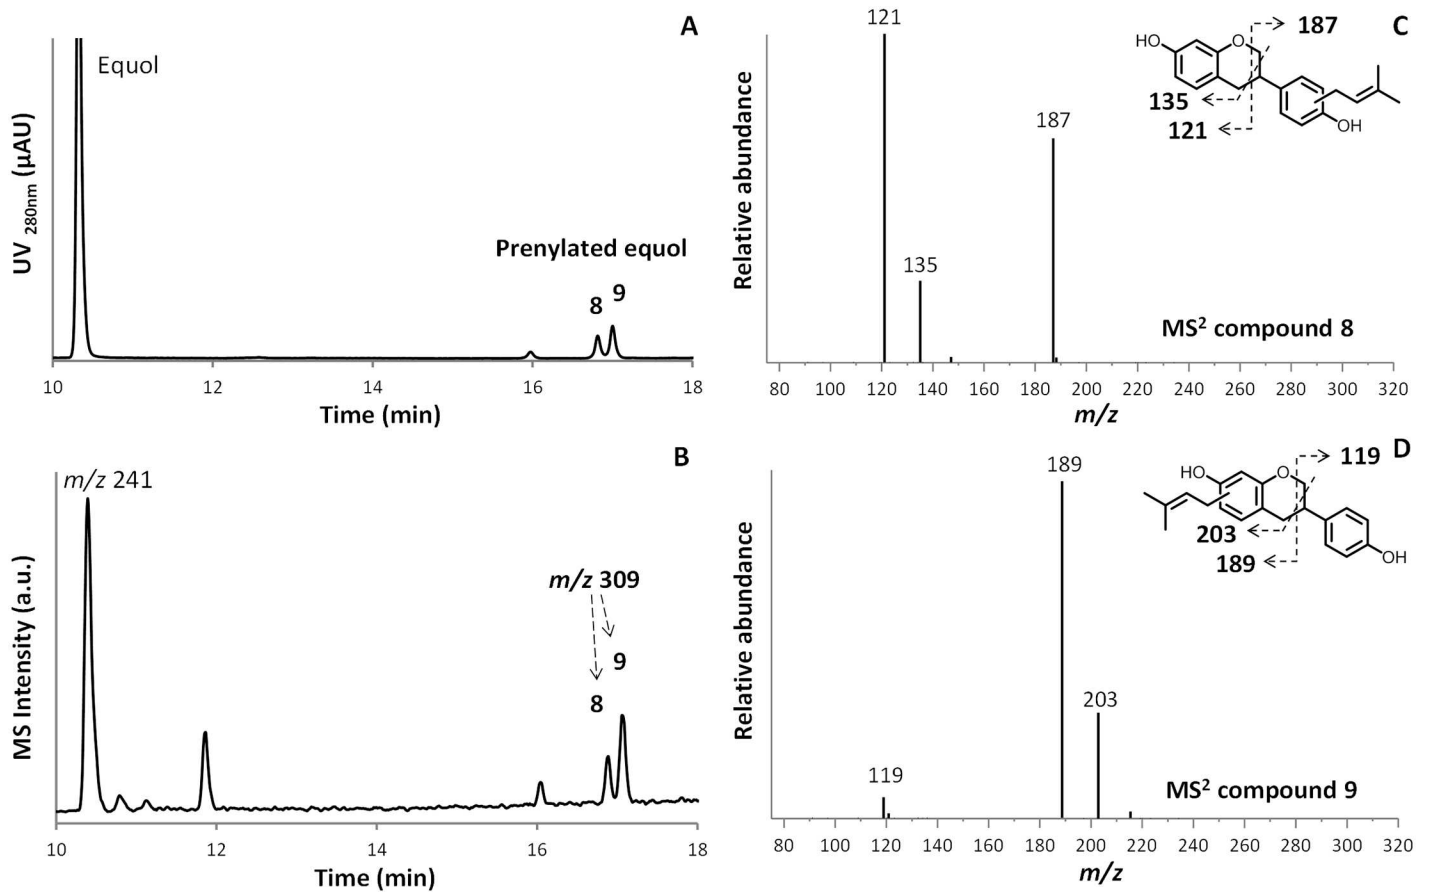 A
Equol
Prenylated equol
8
9
UV 280nm (µAU)
10 12 14 16 18
Time (min)
B
m/z 241
m/z 309
9
8
MS Intensity (a.u.)
10 12 14 16 18
Time (min)
C
121
187
135
187
135
121
HO
O
OH
MS2 compound 8
Relative abundance
80 100 120 140 160 180 200 220 240 260 280 300 320
m/z
D
189
203
119
119
203
189
HO
O
OH
MS2 compound 9
Relative abundance
80 100 120 140 160 180 200 220 240 260 280 300 320
m/z